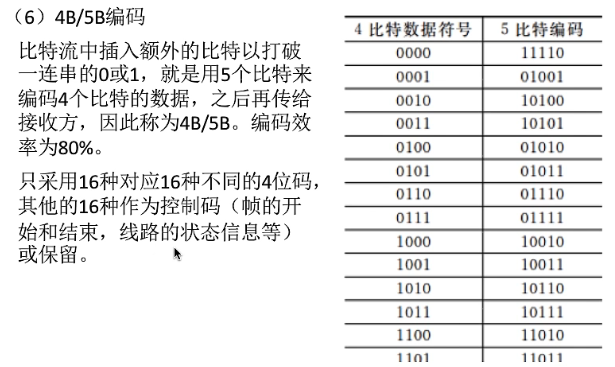 （6）4B/5B编码
比特流中插入额外的比特以打破
一连串的0或1，就是用5个比特来
编码4个比特的数据，之后再传给
接收方，因此称为4B/5B。编码效
率为80%。
只采用16种对应16种不同的4位码，
其他的16种作为控制码（帧的开
始和结束，线路的状态信息等）
或保留。
4 比特数据符号 5 比特编码
0000 11110
0001 01001
0010 10100
0011 10101
0100 01010
0101 01011
0110 01110
0111 01111
1000 10010
1001 10011
1010 10110
1011 10111
1100 11010
1101 11011